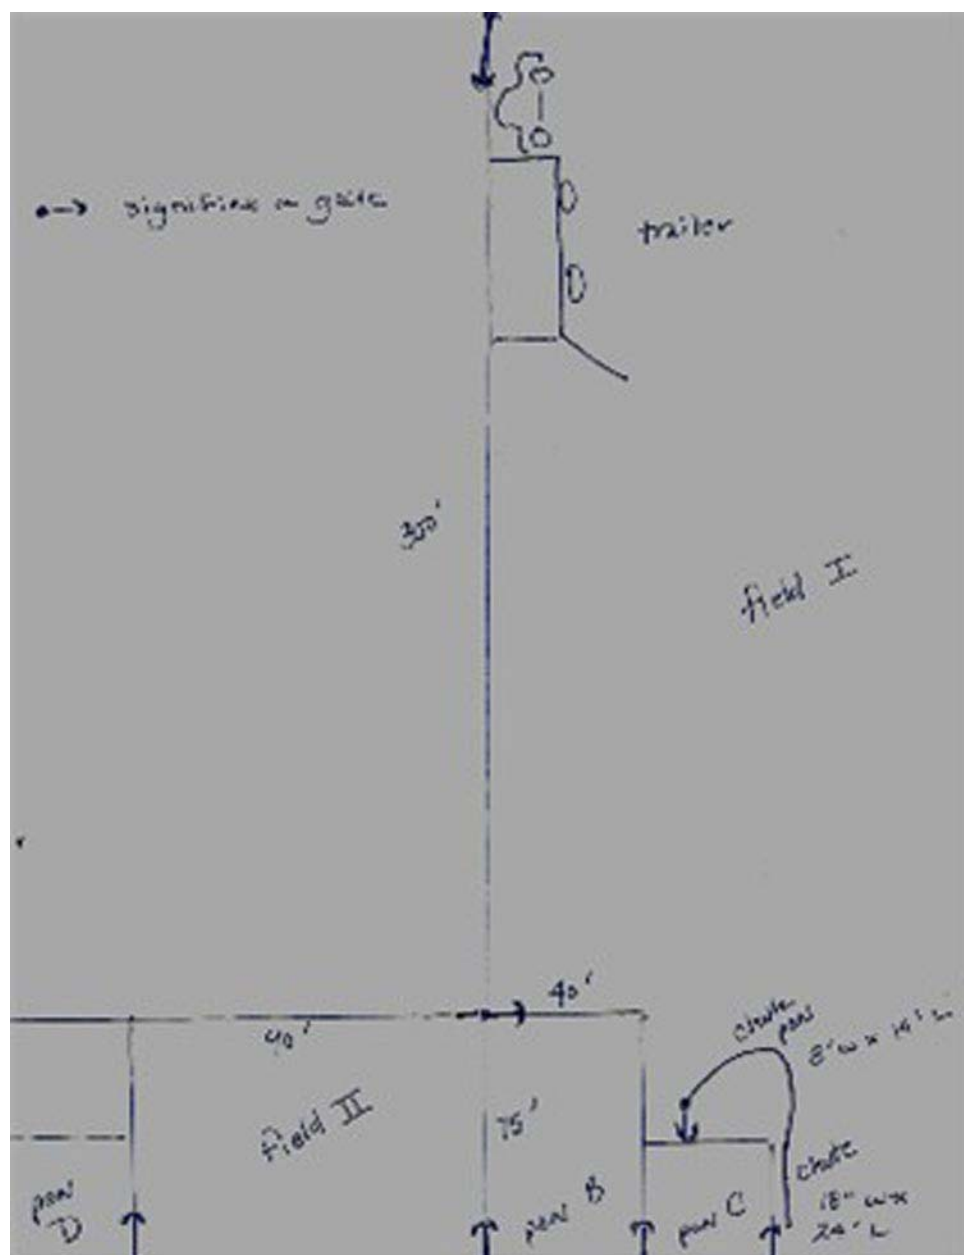 signifies a gate
trailer
350'
field I
40'
40'
chute
pen
8' w x 14' L
75'
field II
chute
18" w x
24' L
pen
D
pen B
pen C